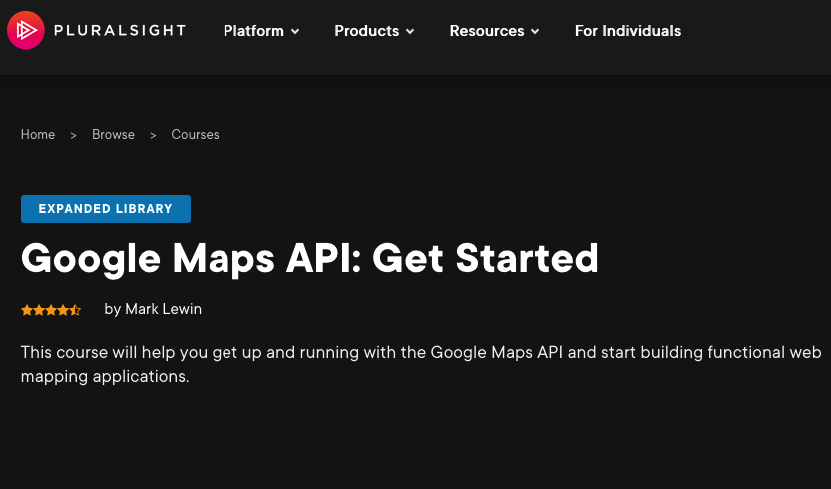 PLURALSIGHT Platform Products Resources For Individuals
Home > Browse > Courses
EXPANDED LIBRARY
Google Maps API: Get Started
by Mark Lewin
This course will help you get up and running with the Google Maps API and start building functional web
mapping applications.